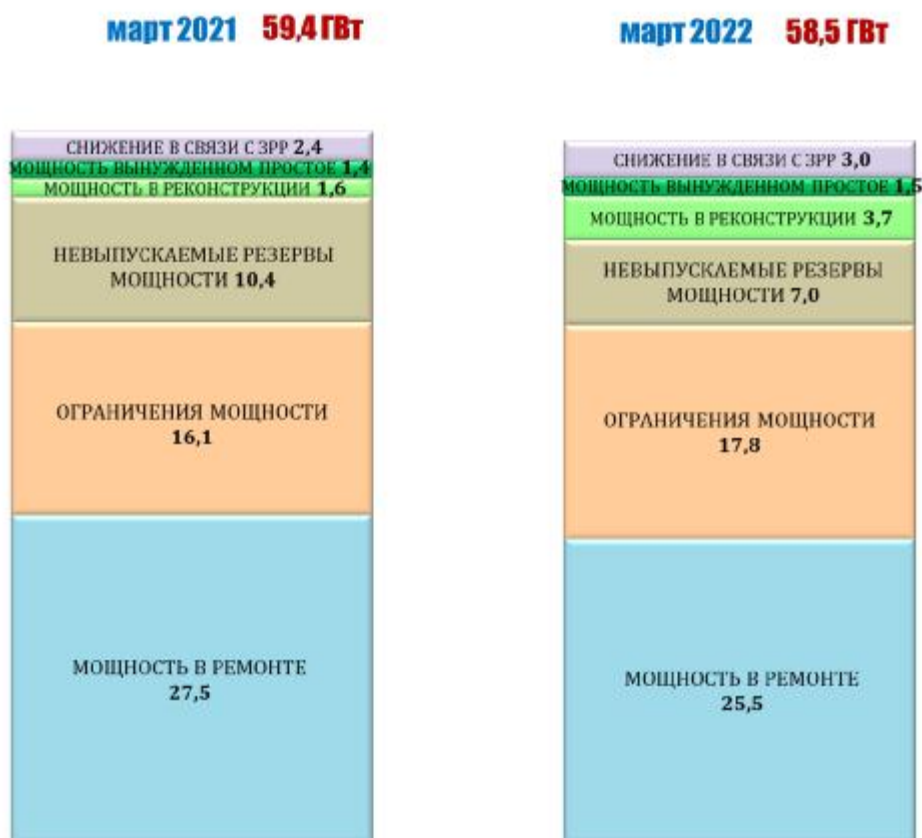 март 2021 59,4 ГВт
СНИЖЕНИЕ В СВЯЗИ С ЗРР 2,4
МОЩНОСТЬ ВЫНУЖДЕННОМ ПРОСТОЕ 1,4
МОЩНОСТЬ В РЕКОНСТРУКЦИИ 1,6
НЕВЫПУСКАЕМЫЕ РЕЗЕРВЫ
МОЩНОСТИ 10,4
ОГРАНИЧЕНИЯ МОЩНОСТИ
16,1
МОЩНОСТЬ В РЕМОНТЕ
27,5
март 2022 58,5 ГВт
СНИЖЕНИЕ В СВЯЗИ С ЗРР 3,0
МОЩНОСТЬ ВЫНУЖДЕННОМ ПРОСТОЕ 1,5
МОЩНОСТЬ В РЕКОНСТРУКЦИИ 3,7
НЕВЫПУСКАЕМЫЕ РЕЗЕРВЫ
МОЩНОСТИ 7,0
ОГРАНИЧЕНИЯ МОЩНОСТИ
17,8
МОЩНОСТЬ В РЕМОНТЕ
25,5